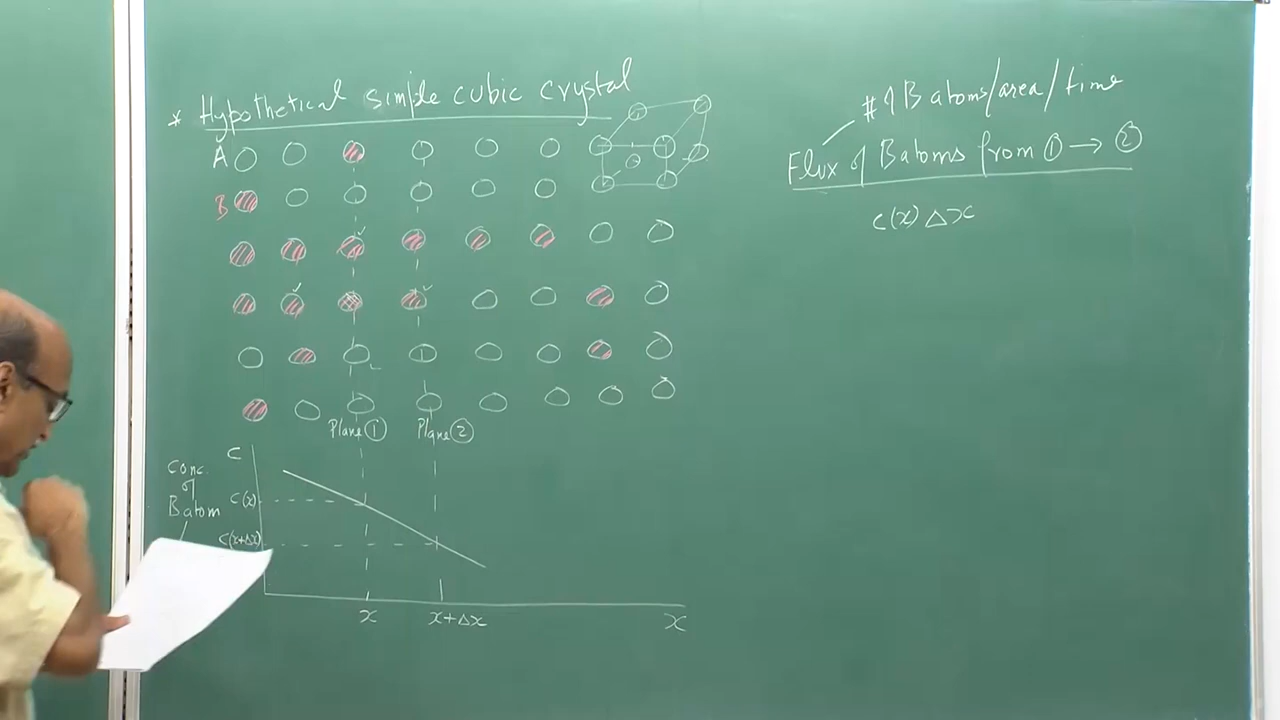 * Hypothetical simple cubic crystal
A
B
Plane ① Plane ②
C
Conc. of B atom
C(x)
C(x+Δx)
x x+Δx x
# of B atoms/area/time
Flux of B atoms from ① → ②
C(x) Δx